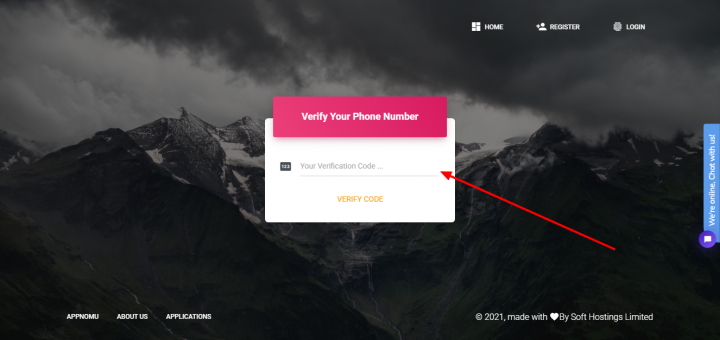 HOME REGISTER LOGIN
Verify Your Phone Number
123 Your Verification Code ...
VERIFY CODE
We're online. Chat with us!
APPNOMU ABOUT US APPLICATIONS
© 2021, made with ♥By Soft Hostings Limited